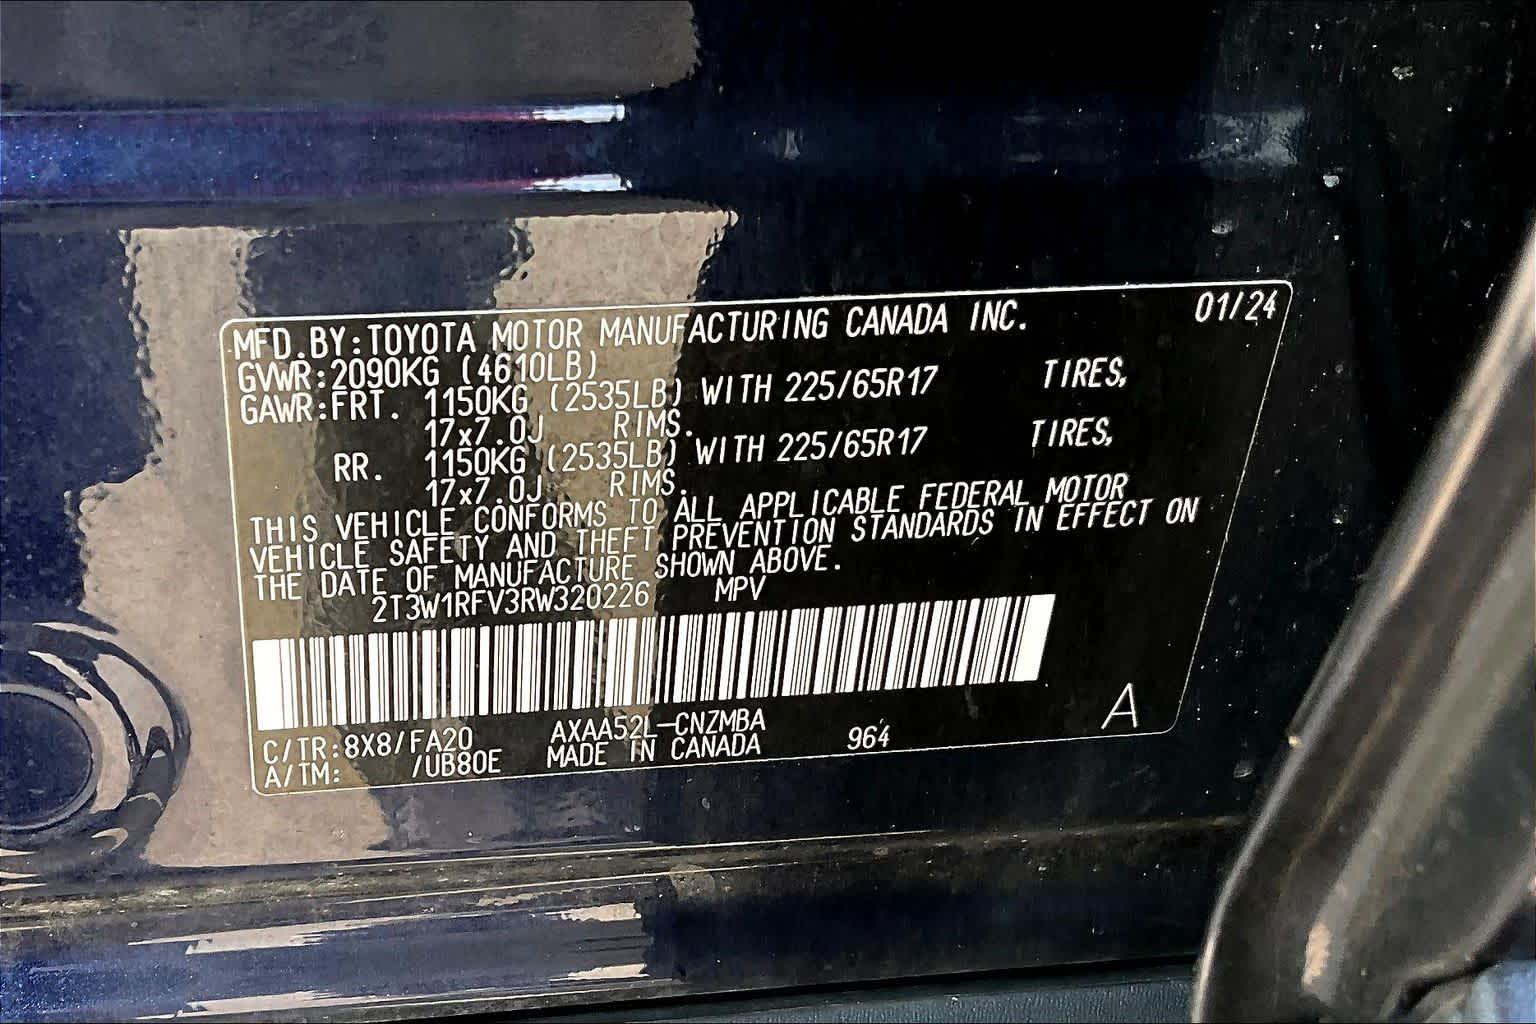 MFD.BY:TOYOTA MOTOR MANUFACTURING CANADA INC. 01/24
GVWR:2090KG (4610LB)
GAWR:FRT. 1150KG (2535LB) WITH 225/65R17 TIRES,
17x7.0J RIMS.
RR. 1150KG (2535LB) WITH 225/65R17 TIRES,
17x7.0J RIMS.
THIS VEHICLE CONFORMS TO ALL APPLICABLE FEDERAL MOTOR
VEHICLE SAFETY AND THEFT PREVENTION STANDARDS IN EFFECT ON
THE DATE OF MANUFACTURE SHOWN ABOVE.
2T3W1RFV3RW320226 MPV
C/TR:8X8/FA20 AXAA52L-CNZMBA 964 A
A/TM: /UB80E MADE IN CANADA